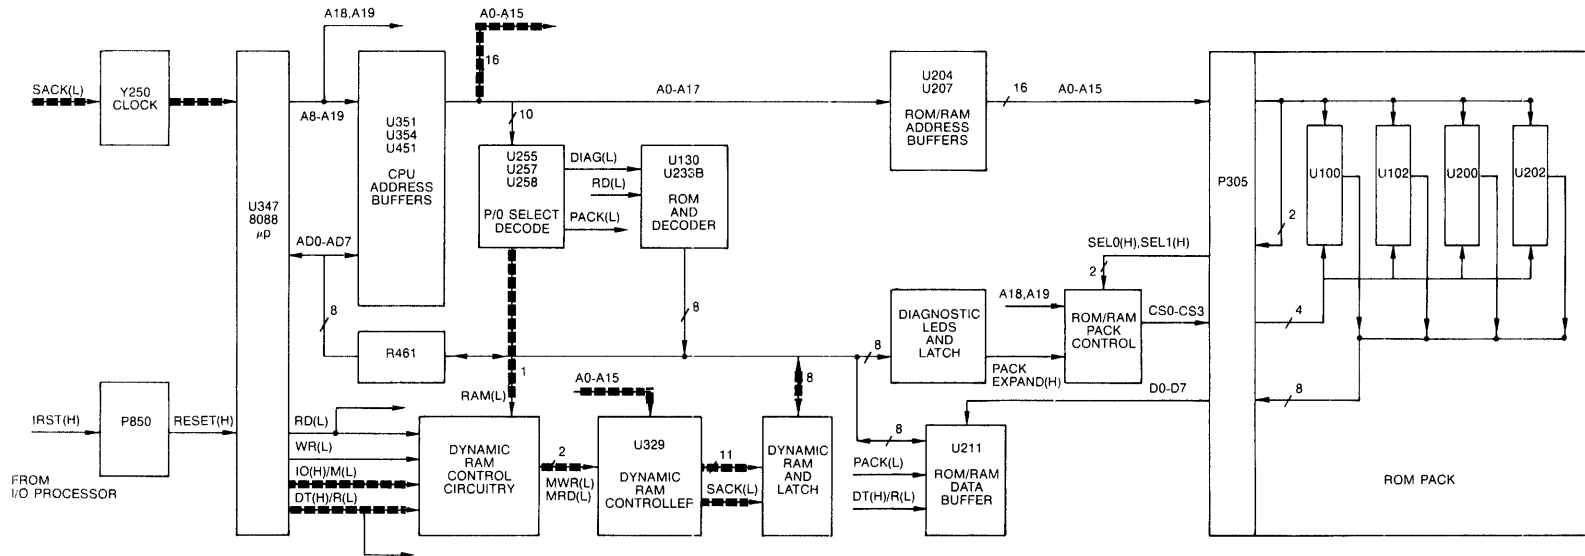 A18,A19
A0-A15
16
SACK(L)
Y250
CLOCK
A8-A19
U351
U354
U451
CPU
ADDRESS
BUFFERS
A0-A17
U204
U207
ROM/RAM
ADDRESS
BUFFERS
16
A0-A15
10
U255
U257
U258
P/0 SELECT
DECODE
DIAG(L)
RD(L)
PACK(L)
U130
U233B
ROM
AND
DECODER
U347
8088
μp
AD0-AD7
8
R461
1
RAM(L)
8
P305
U100
U102
U200
U202
2
SEL0(H),SEL1(H)
2
A18,A19
ROM/RAM
PACK
CONTROL
CS0-CS3
4
DIAGNOSTIC
LEDS
AND
LATCH
8
PACK
EXPAND(H)
D0-D7
8
IRST(H)
P850
RESET(H)
FROM
I/O PROCESSOR
RD(L)
WR(L)
IO(H)/M(L)
DT(H)/R(L)
DYNAMIC
RAM
CONTROL
CIRCUITRY
2
MWR(L)
MRD(L)
A0-A15
U329
DYNAMIC
RAM
CONTROLLER
11
SACK(L)
8
DYNAMIC
RAM
AND
LATCH
8
PACK(L)
DT(H)/R(L)
U211
ROM/RAM
DATA
BUFFER
ROM PACK